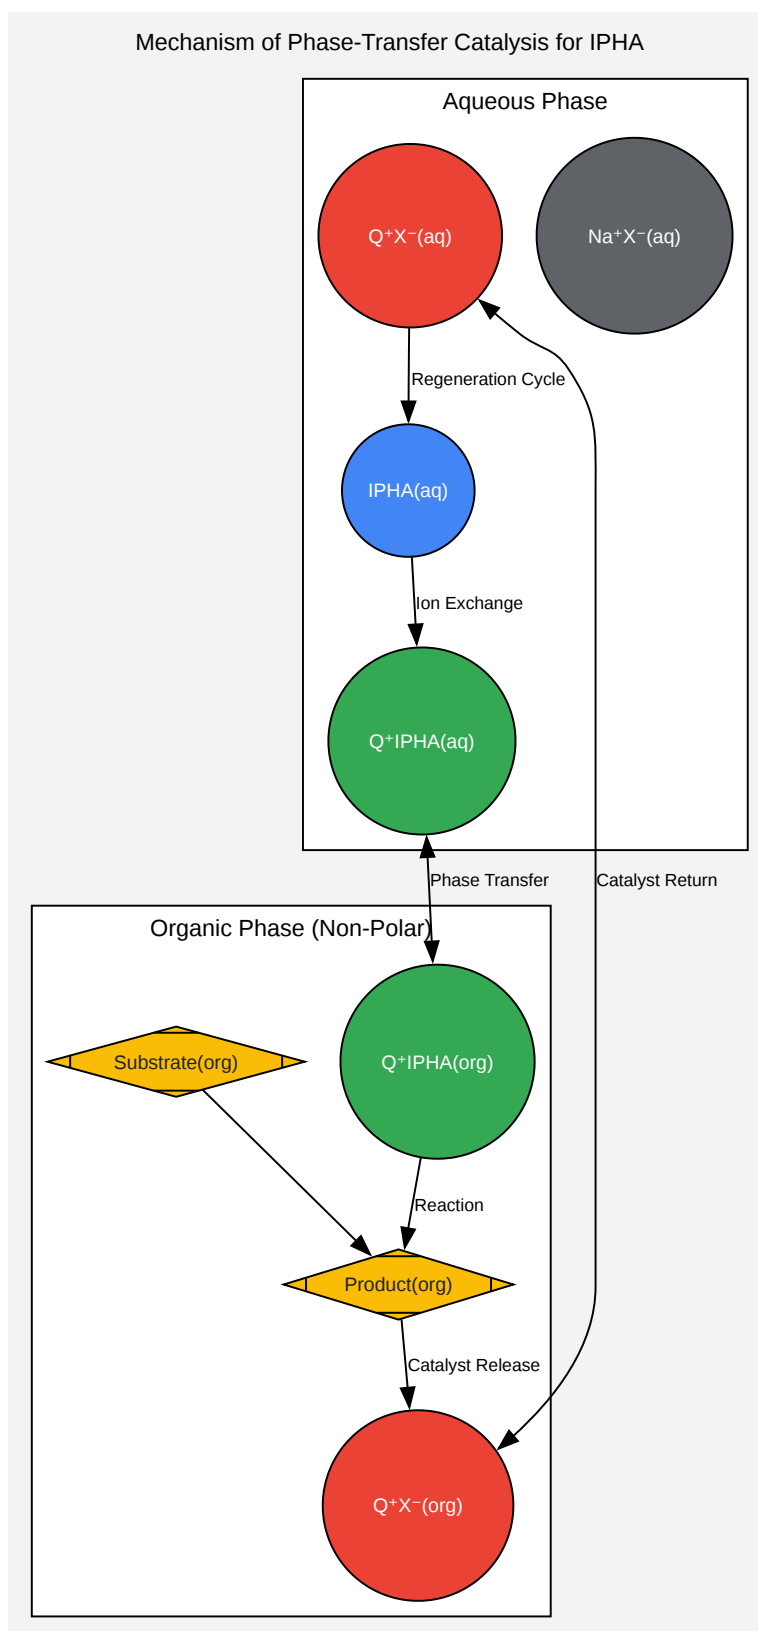 Mechanism of Phase-Transfer Catalysis for IPHA
Aqueous Phase
Q⁺X⁻(aq)
Na⁺X⁻(aq)
Regeneration Cycle
IPHA(aq)
Ion Exchange
Q⁺IPHA(aq)
Phase Transfer
Catalyst Return
Organic Phase (Non-Polar)
Substrate(org)
Q⁺IPHA(org)
Reaction
Product(org)
Catalyst Release
Q⁺X⁻(org)